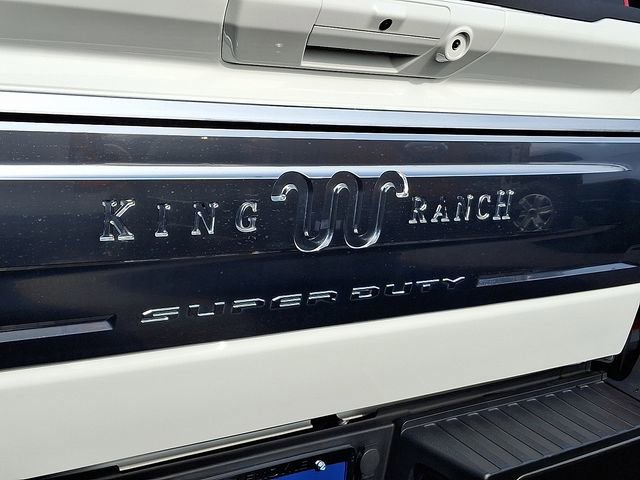 KING RANCH
SUPER DUTY